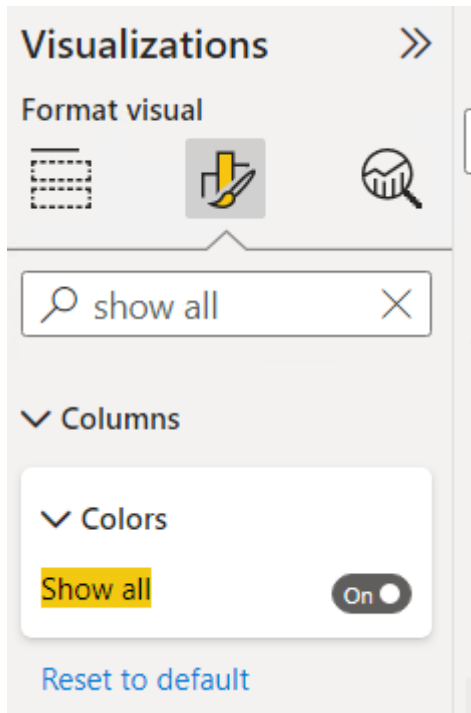 Visualizations
Format visual
show all
Columns
Colors
Show all
On
Reset to default